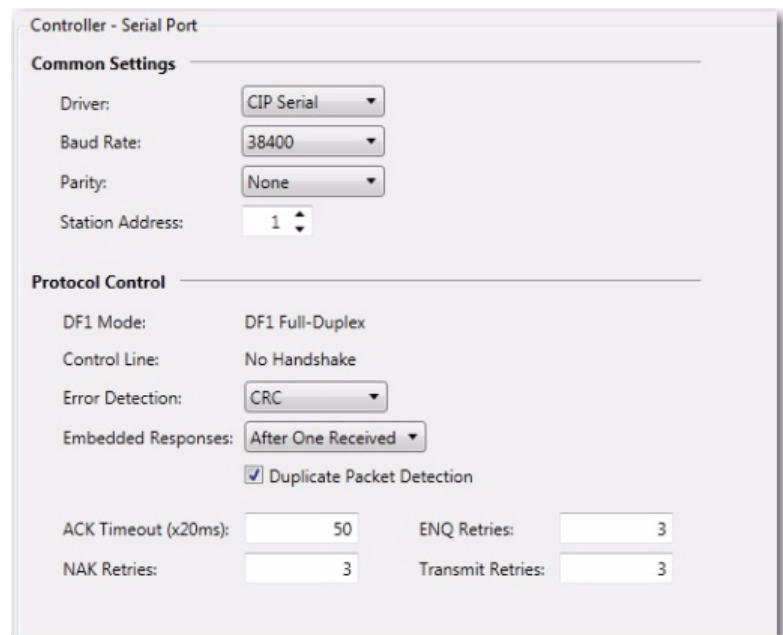 Controller - Serial Port
Common Settings
Driver: CIP Serial
Baud Rate: 38400
Parity: None
Station Address: 1
Protocol Control
DF1 Mode: DF1 Full-Duplex
Control Line: No Handshake
Error Detection: CRC
Embedded Responses: After One Received
Duplicate Packet Detection
ACK Timeout (x20ms): 50 ENQ Retries: 3
NAK Retries: 3 Transmit Retries: 3